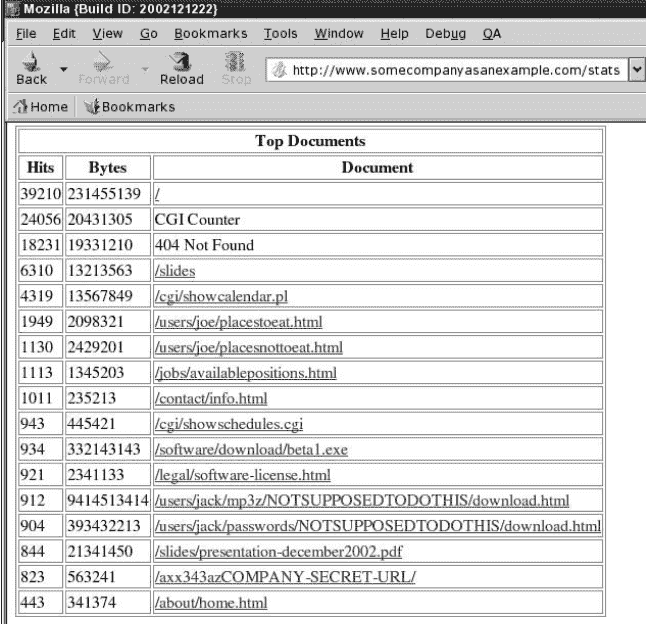 Mozilla {Build ID: 2002121222}
File Edit View Go Bookmarks Tools Window Help Debug QA
Back Forward Reload Stop http://www.somecompanyasanexample.com/stats
Home Bookmarks
Top Documents
Hits Bytes Document
39210 231455139 /
24056 20431305 CGI Counter
18231 19331210 404 Not Found
6310 13213563 /slides
4319 13567849 /cgi/showcalendar.pl
1949 2098321 /users/joe/placestoeat.html
1130 2429201 /users/joe/placesnottoeat.html
1113 1345203 /jobs/availablepositions.html
1011 235213 /contact/info.html
943 445421 /cgi/showschedules.cgi
934 332143143 /software/download/beta1.exe
921 2341133 /legal/software-license.html
912 9414513414 /users/jack/mp3z/NOTSUPPOSEDTODOTHIS/download.html
904 393432213 /users/jack/passwords/NOTSUPPOSEDTODOTHIS/download.html
844 21341450 /slides/presentation-december2002.pdf
823 563241 /axx343azCOMPANY-SECRET-URL/
443 341374 /about/home.html